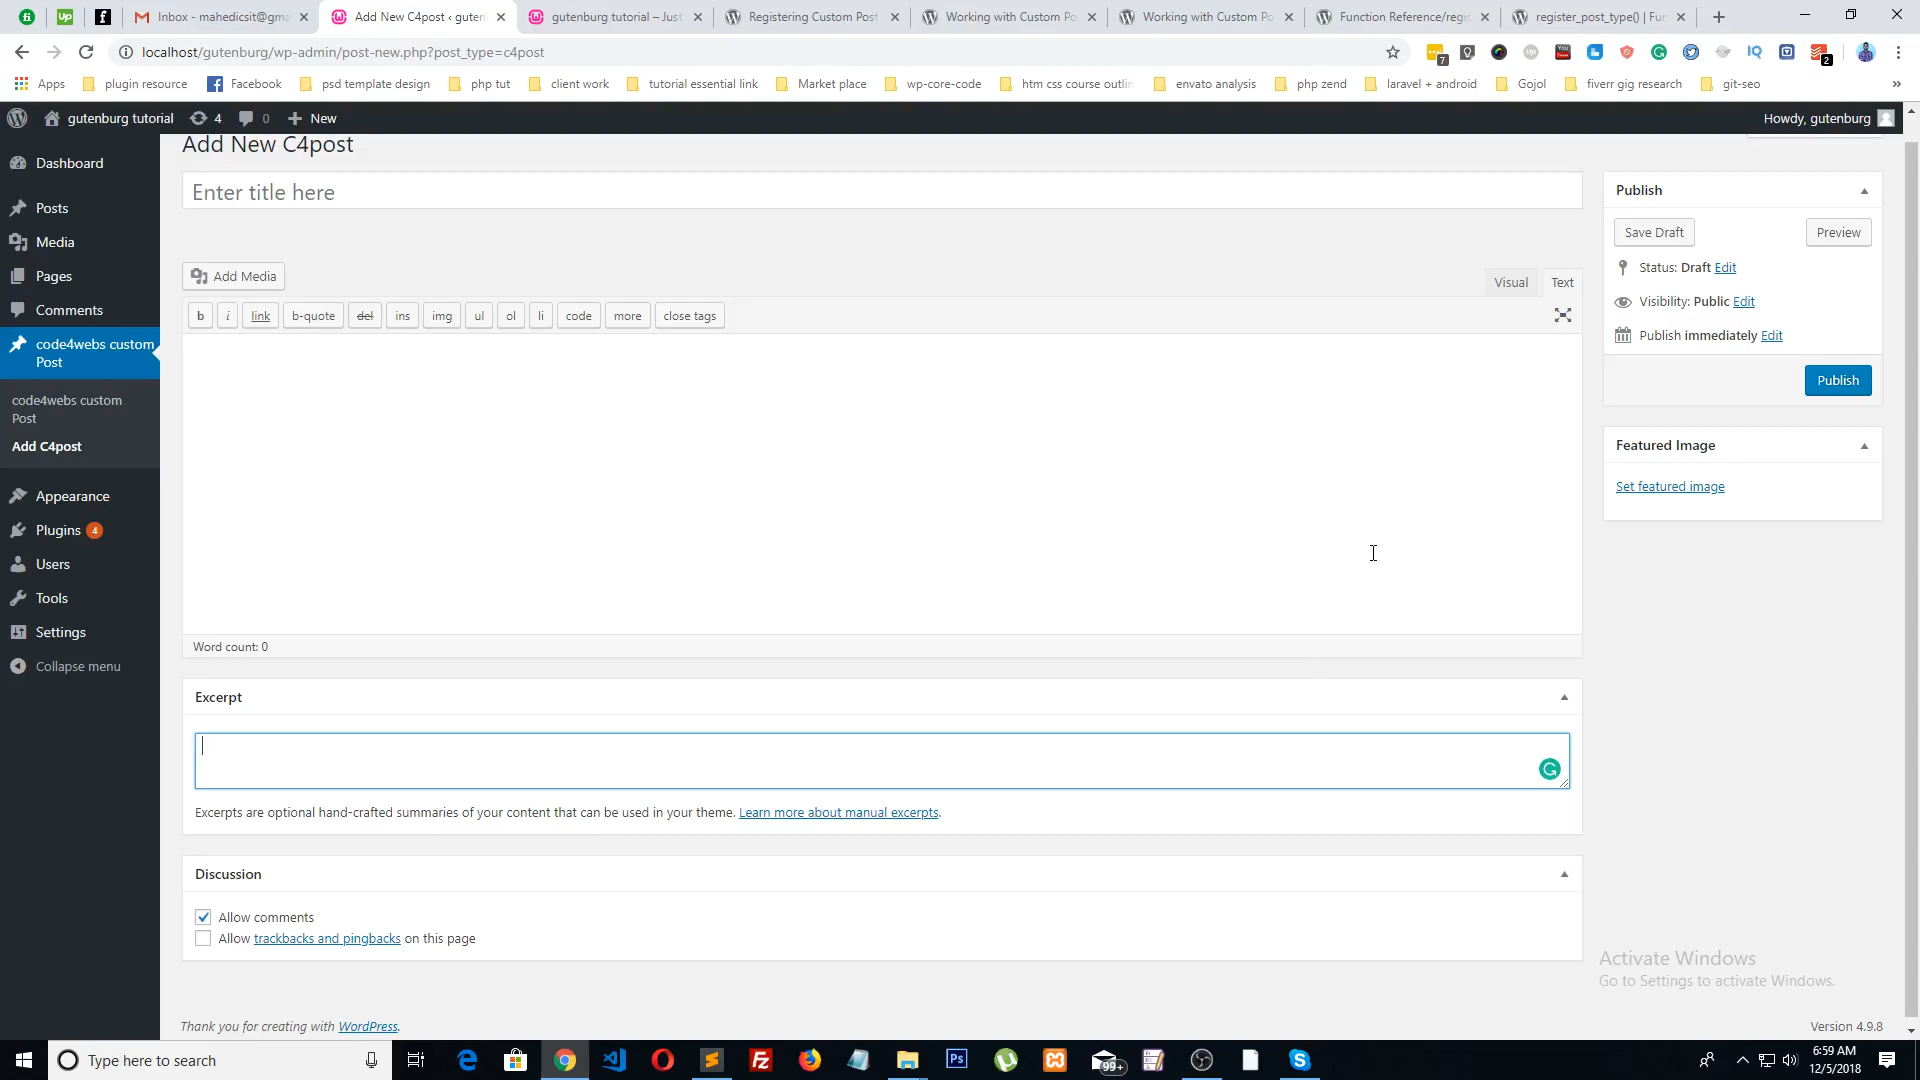 Inbox - mahedicsit@gma
Add New C4post ‹ guten
gutenburg tutorial – Just
Registering Custom Post
Working with Custom Po
Working with Custom Po
Function Reference/regis
register_post_type() | Fun
localhost/gutenburg/wp-admin/post-new.php?post_type=c4post
7
2
Apps
plugin resource
Facebook
psd template design
php tut
client work
tutorial essential link
Market place
wp-core-code
htm css course outlin
envato analysis
php zend
laravel + android
Gojol
fiverr gig research
git-seo
»
gutenburg tutorial
4
0
New
Howdy, gutenburg
Dashboard
Posts
Media
Pages
Comments
code4webs custom
Post
code4webs custom
Post
Add C4post
Appearance
Plugins 4
Users
Tools
Settings
Collapse menu
Add New C4post
Enter title here
Add Media
Visual
Text
b
i
link
b-quote
del
ins
img
ul
ol
li
code
more
close tags
Word count: 0
Excerpt
Excerpts are optional hand-crafted summaries of your content that can be used in your theme. Learn more about manual excerpts.
Discussion
Allow comments
Allow trackbacks and pingbacks on this page
Publish
Save Draft
Preview
Status: Draft Edit
Visibility: Public Edit
Publish immediately Edit
Publish
Featured Image
Set featured image
Activate Windows
Go to Settings to activate Windows.
Thank you for creating with WordPress.
Version 4.9.8
Type here to search
Ps
99+
6:59 AM
12/5/2018